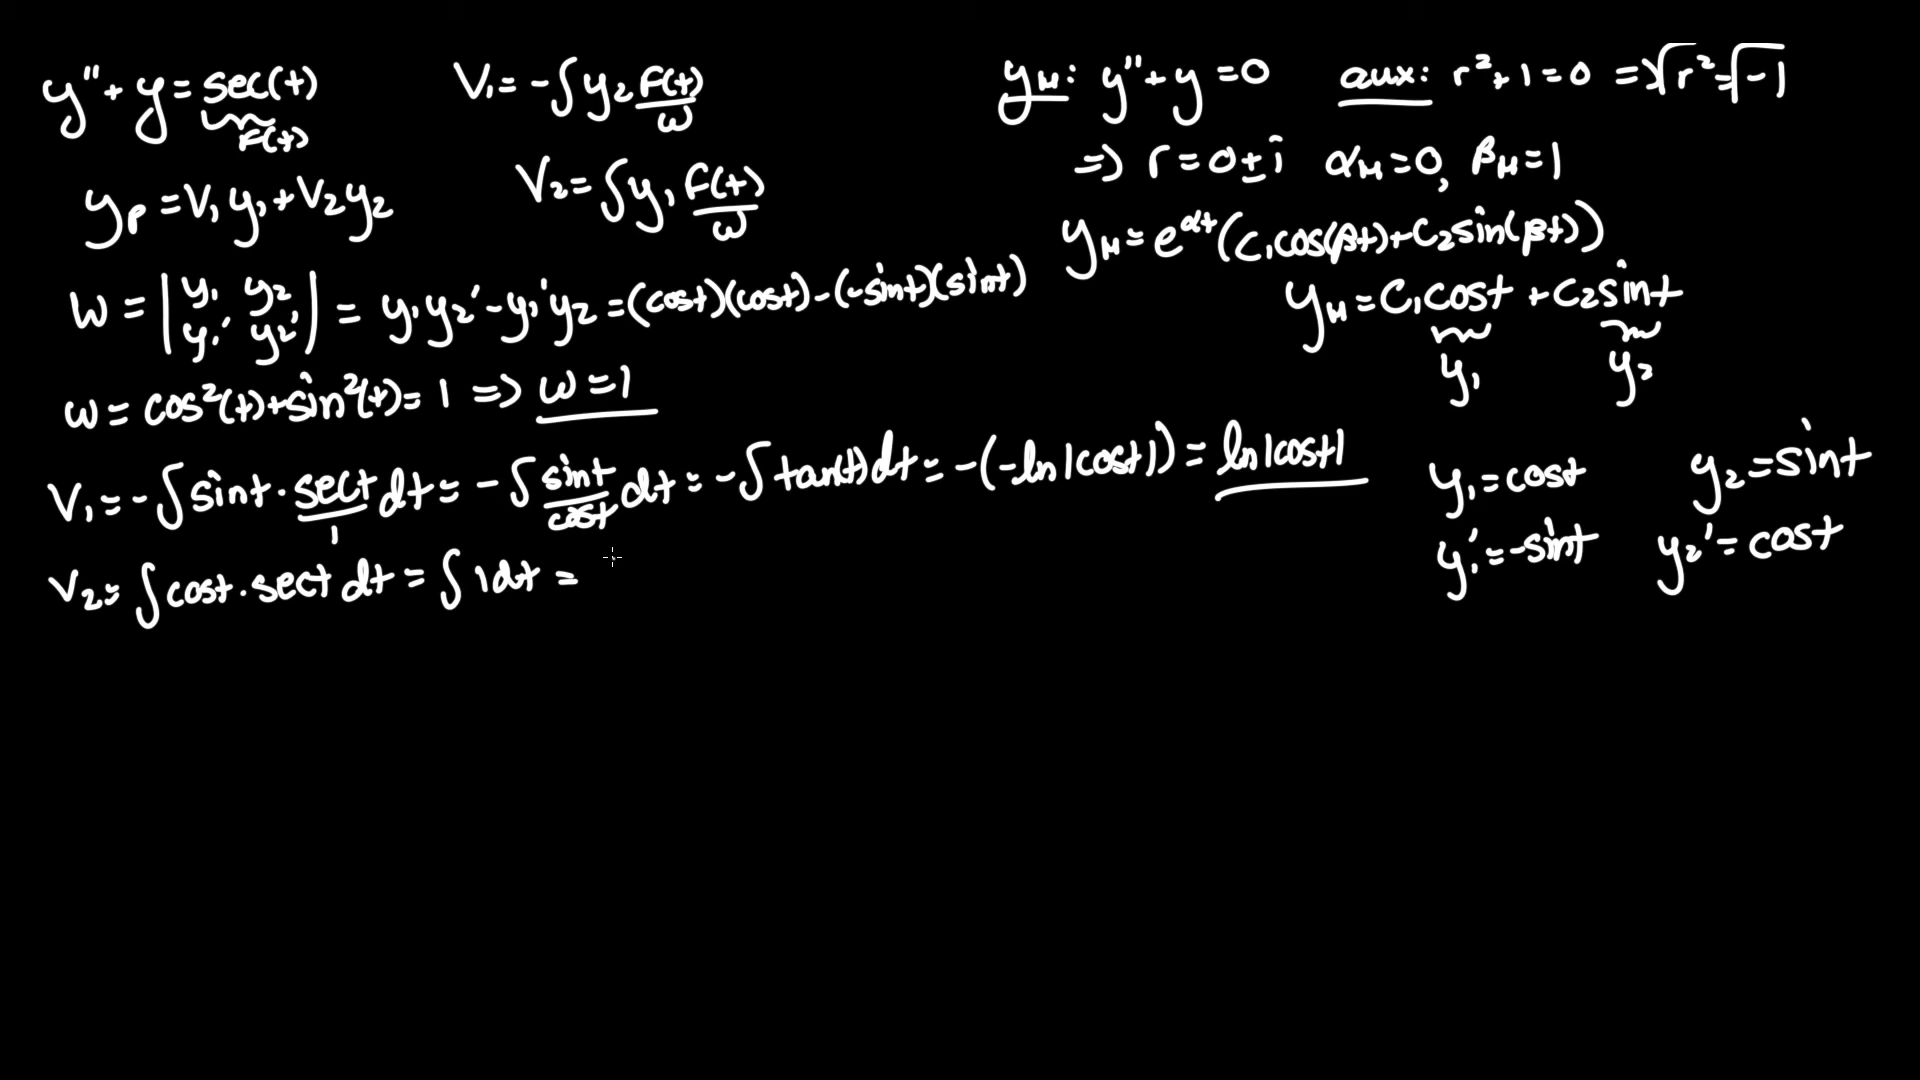 y'' + y = sec(t)
F(t)
y_p = V₁y₁ + V₂y₂
V₁ = -∫ y₂ F(t)/W
V₂ = ∫ y₁ F(t)/W
W = | y₁ y₂ ; y₁' y₂' | = y₁y₂' - y₁'y₂ = (cost)(cost) - (-sint)(sint)
W = cos²(t) + sin²(t) = 1 => W = 1
V₁ = -∫ sint · sect/1 dt = -∫ sint/cost dt = -∫ tan(t) dt = -(-ln|cost|) = ln|cost|
V₂ = ∫ cost · sect dt = ∫ 1 dt =
y_H: y'' + y = 0 aux: r² + 1 = 0 => √r² = √-1
=> r = 0 ± i α_H = 0, β_H = 1
y_H = e^αt (C₁cos(βt) + C₂sin(βt))
y_H = C₁cost + C₂sint
y₁ y₂
y₁ = cost y₂ = sint
y₁' = -sint y₂' = cost